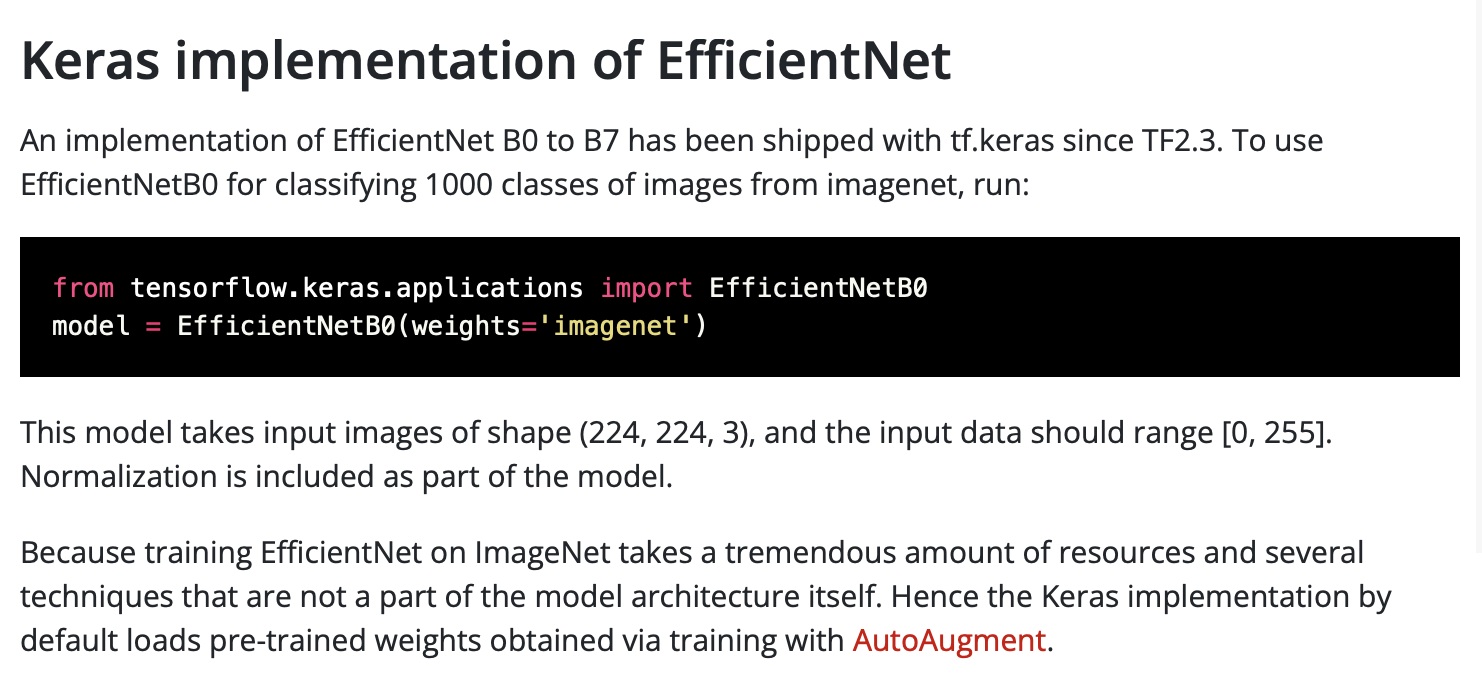 Keras implementation of EfficientNet
An implementation of EfficientNet B0 to B7 has been shipped with tf.keras since TF2.3. To use
EfficientNetB0 for classifying 1000 classes of images from imagenet, run:
from tensorflow.keras.applications import EfficientNetB0
model = EfficientNetB0(weights='imagenet')
This model takes input images of shape (224, 224, 3), and the input data should range [0, 255].
Normalization is included as part of the model.
Because training EfficientNet on ImageNet takes a tremendous amount of resources and several
techniques that are not a part of the model architecture itself. Hence the Keras implementation by
default loads pre-trained weights obtained via training with AutoAugment.